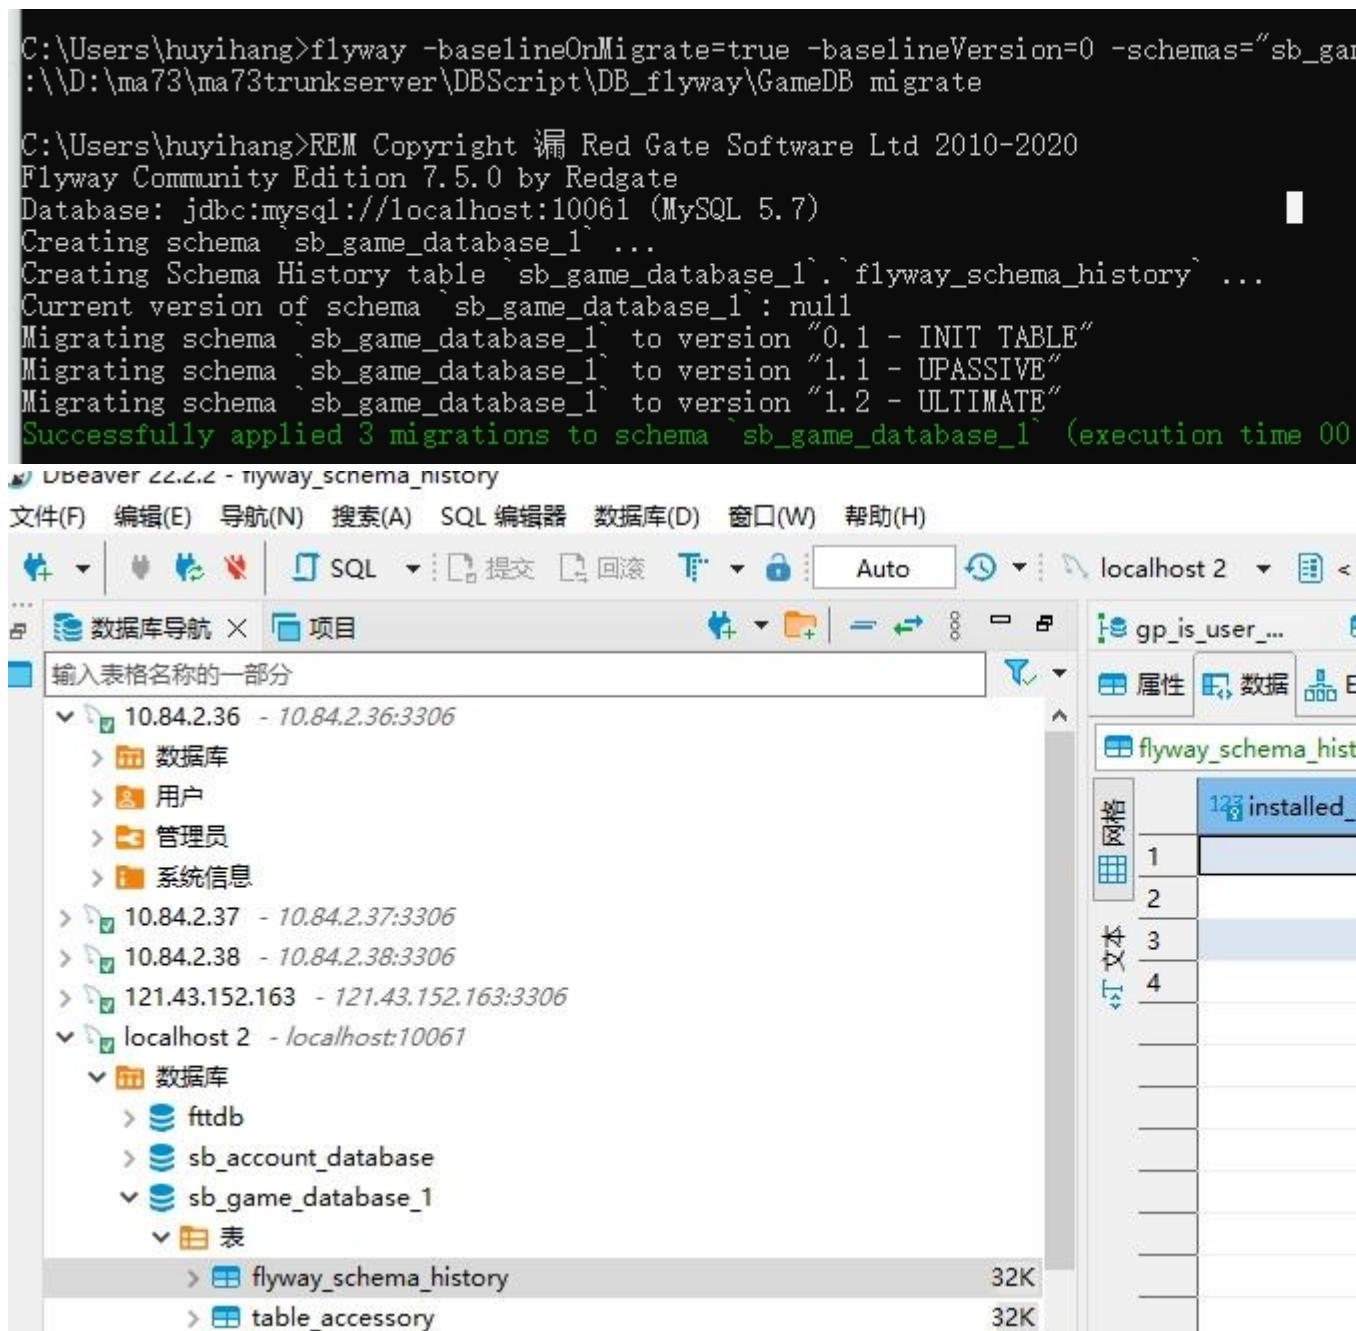 C:\Users\huyihang>flyway -baselineOnMigrate=true -baselineVersion=0 -schemas="sb_gam
:\\D:\ma73\ma73trunkserver\DBScript\DB_flyway\GameDB migrate
C:\Users\huyihang>REM Copyright 漏 Red Gate Software Ltd 2010-2020
Flyway Community Edition 7.5.0 by Redgate
Database: jdbc:mysql://localhost:10061 (MySQL 5.7)
Creating schema `sb_game_database_1` ...
Creating Schema History table `sb_game_database_1`.`flyway_schema_history` ...
Current version of schema `sb_game_database_1`: null
Migrating schema `sb_game_database_1` to version "0.1 - INIT TABLE"
Migrating schema `sb_game_database_1` to version "1.1 - UPASSIVE"
Migrating schema `sb_game_database_1` to version "1.2 - ULTIMATE"
Successfully applied 3 migrations to schema `sb_game_database_1` (execution time 00
DBeaver 22.2.2 - flyway_schema_history
文件(F) 编辑(E) 导航(N) 搜索(A) SQL 编辑器 数据库(D) 窗口(W) 帮助(H)
SQL 提交 回滚 Auto localhost 2 <
数据库导航 项目 gp_is_user_...
输入表格名称的一部分
属性 数据 E
10.84.2.36 - 10.84.2.36:3306
数据库
用户
管理员
系统信息
10.84.2.37 - 10.84.2.37:3306
10.84.2.38 - 10.84.2.38:3306
121.43.152.163 - 121.43.152.163:3306
localhost 2 - localhost:10061
数据库
fttdb
sb_account_database
sb_game_database_1
表
flyway_schema_history 32K
table_accessory 32K
flyway_schema_hist
网格
文本
123 installed_
1
2
3
4